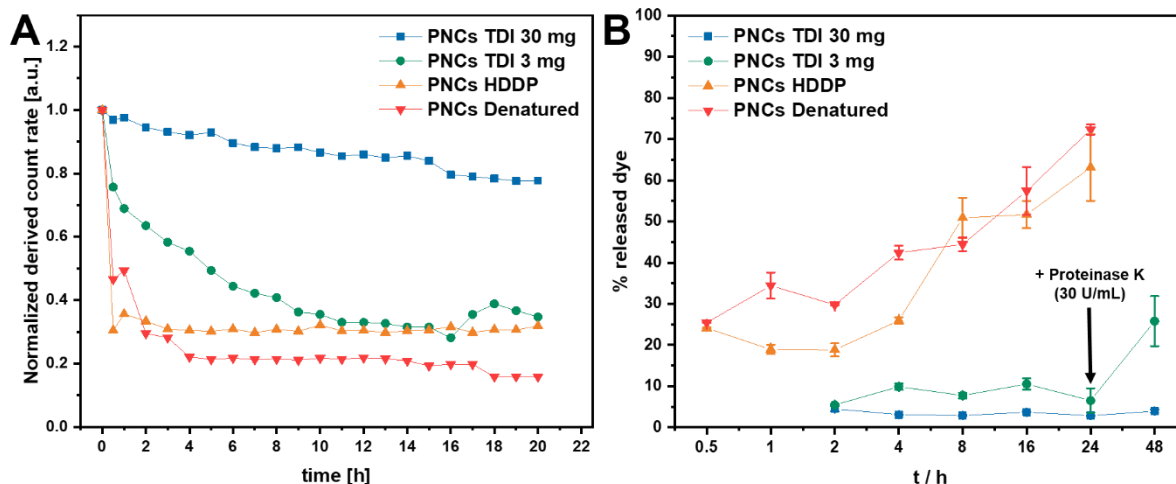 A
PNCs TDI 30 mg
PNCs TDI 3 mg
PNCs HDDP
PNCs Denatured
Normalized derived count rate [a.u.]
1.2
1.0
0.8
0.6
0.4
0.2
0.0
0 2 4 6 8 10 12 14 16 18 20 22
time [h]
B
PNCs TDI 30 mg
PNCs TDI 3 mg
PNCs HDDP
PNCs Denatured
% released dye
100
90
80
70
60
50
40
30
20
10
0
+ Proteinase K
(30 U/mL)
0.5 1 2 4 8 16 24 48
t / h